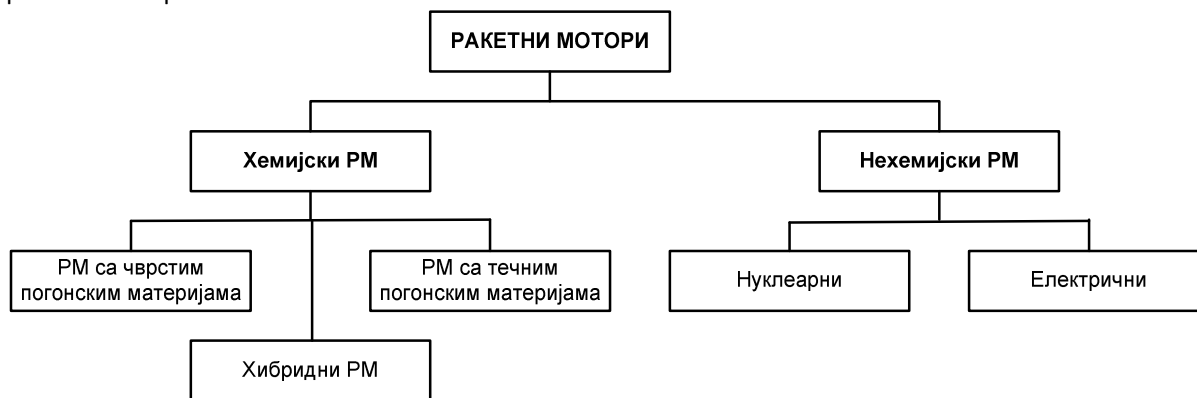 РАКЕТНИ МОТОРИ
Хемијски РМ
Нехемијски РМ
РМ са чврстим
погонским материјама
РМ са течним
погонским материјама
Нуклеарни
Електрични
Хибридни РМ